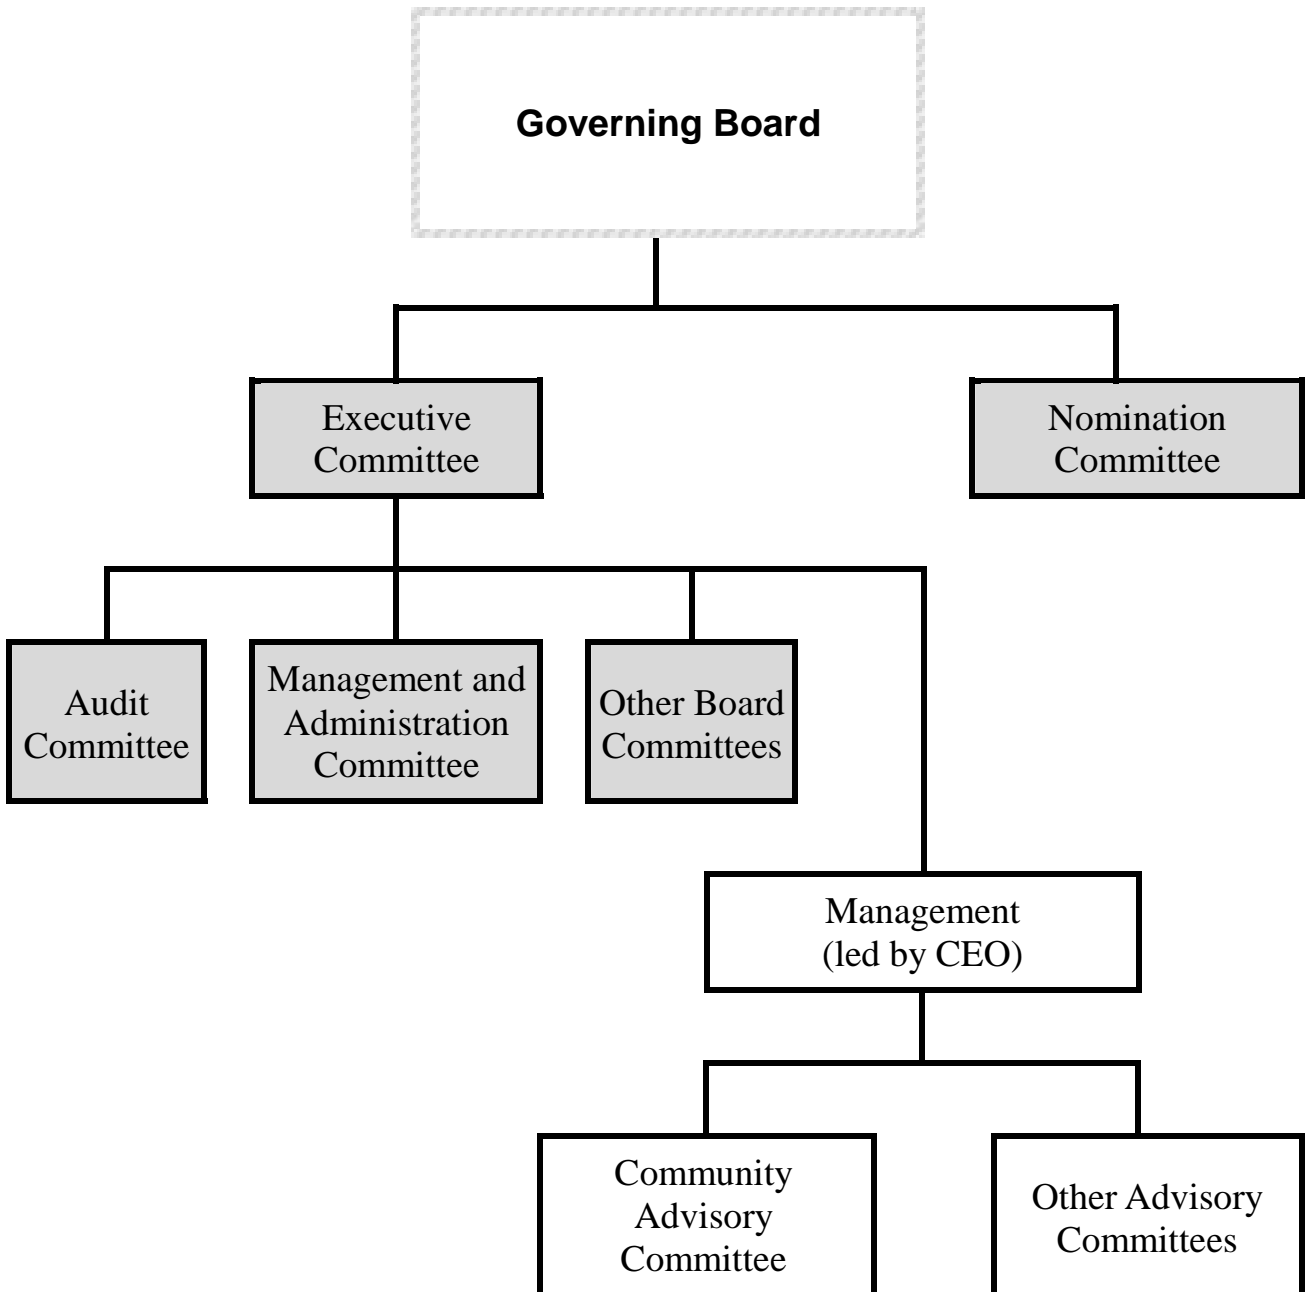 Governing Board
Executive
Committee
Nomination
Committee
Audit
Committee
Management and
Administration
Committee
Other Board
Committees
Management
(led by CEO)
Community
Advisory
Committee
Other Advisory
Committees